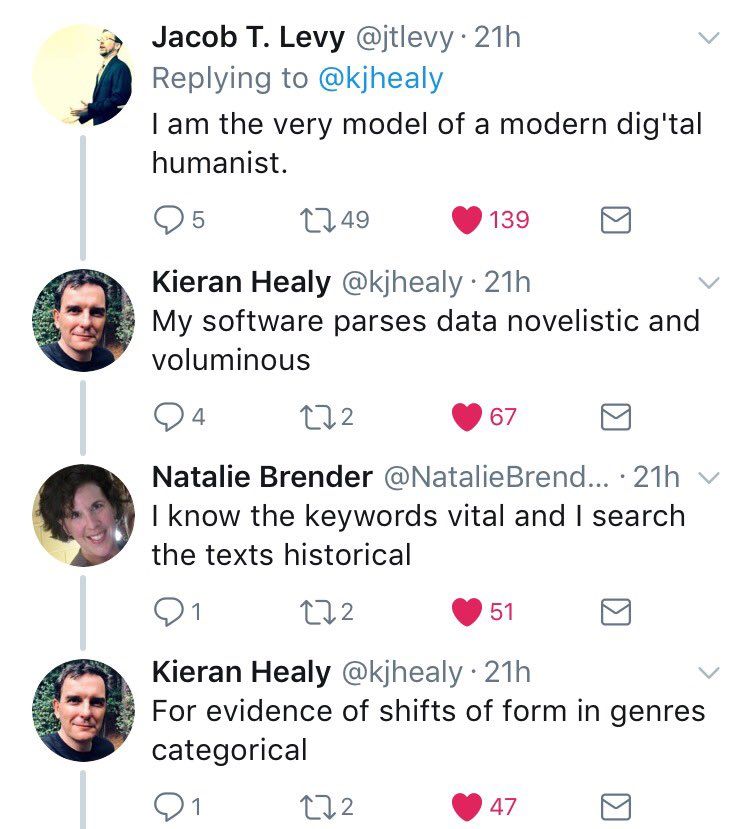 Jacob T. Levy @jtlevy · 21h
Replying to @kjhealy
I am the very model of a modern dig'tal
humanist.
5 49 139
Kieran Healy @kjhealy · 21h
My software parses data novelistic and
voluminous
4 2 67
Natalie Brender @NatalieBrend... · 21h
I know the keywords vital and I search
the texts historical
1 2 51
Kieran Healy @kjhealy · 21h
For evidence of shifts of form in genres
categorical
1 2 47